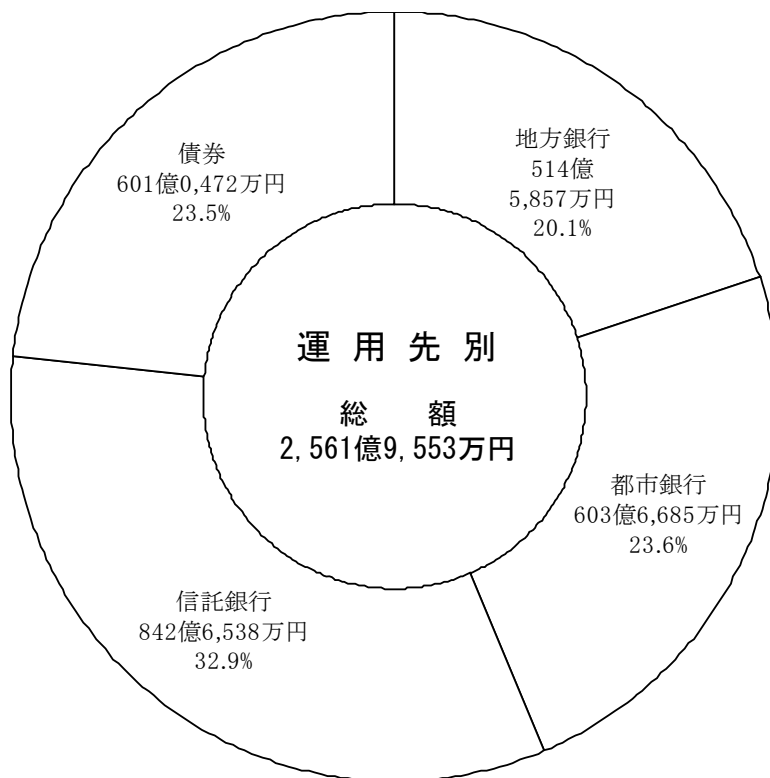 債券
601億0,472万円
23.5%
地方銀行
514億
5,857万円
20.1%
運用先別
総　額
2,561億9,553万円
都市銀行
603億6,685万円
23.6%
信託銀行
842億6,538万円
32.9%